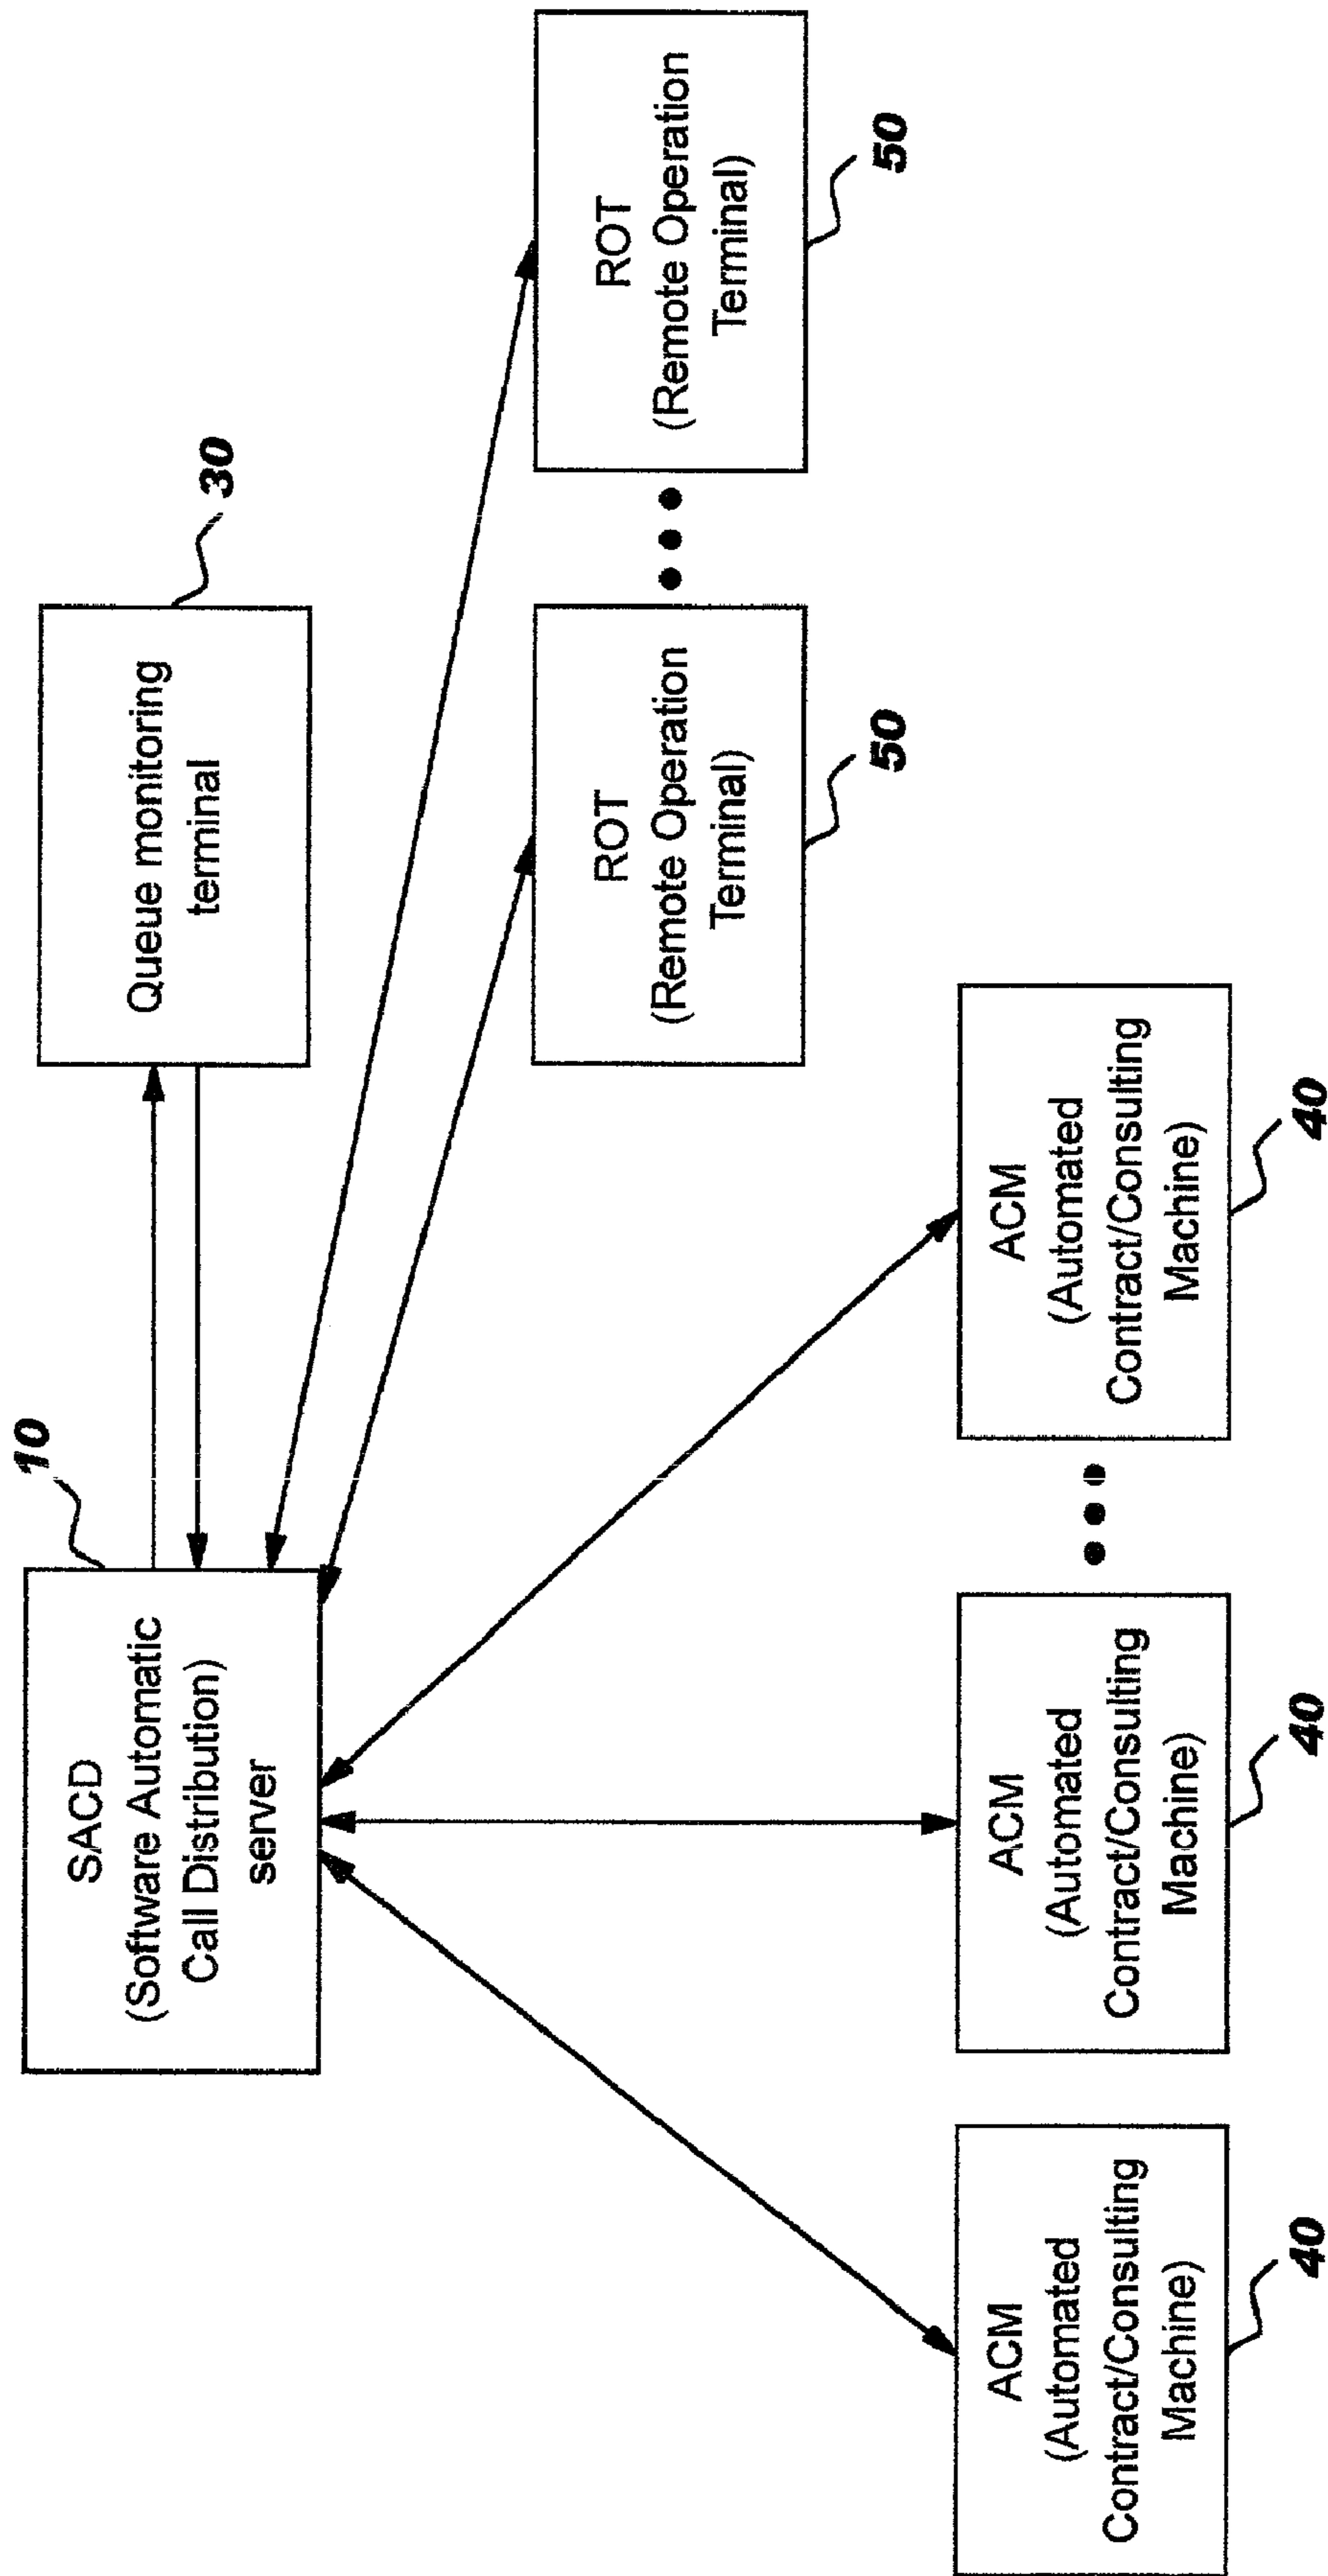 10
SACD
(Software Automatic
Call Distribution)
server
30
Queue monitoring
terminal
ROT
(Remote Operation
Terminal)
50
ROT
(Remote Operation
Terminal)
50
ACM
(Automated
Contract/Consulting
Machine)
40
ACM
(Automated
Contract/Consulting
Machine)
40
ACM
(Automated
Contract/Consulting
Machine)
40